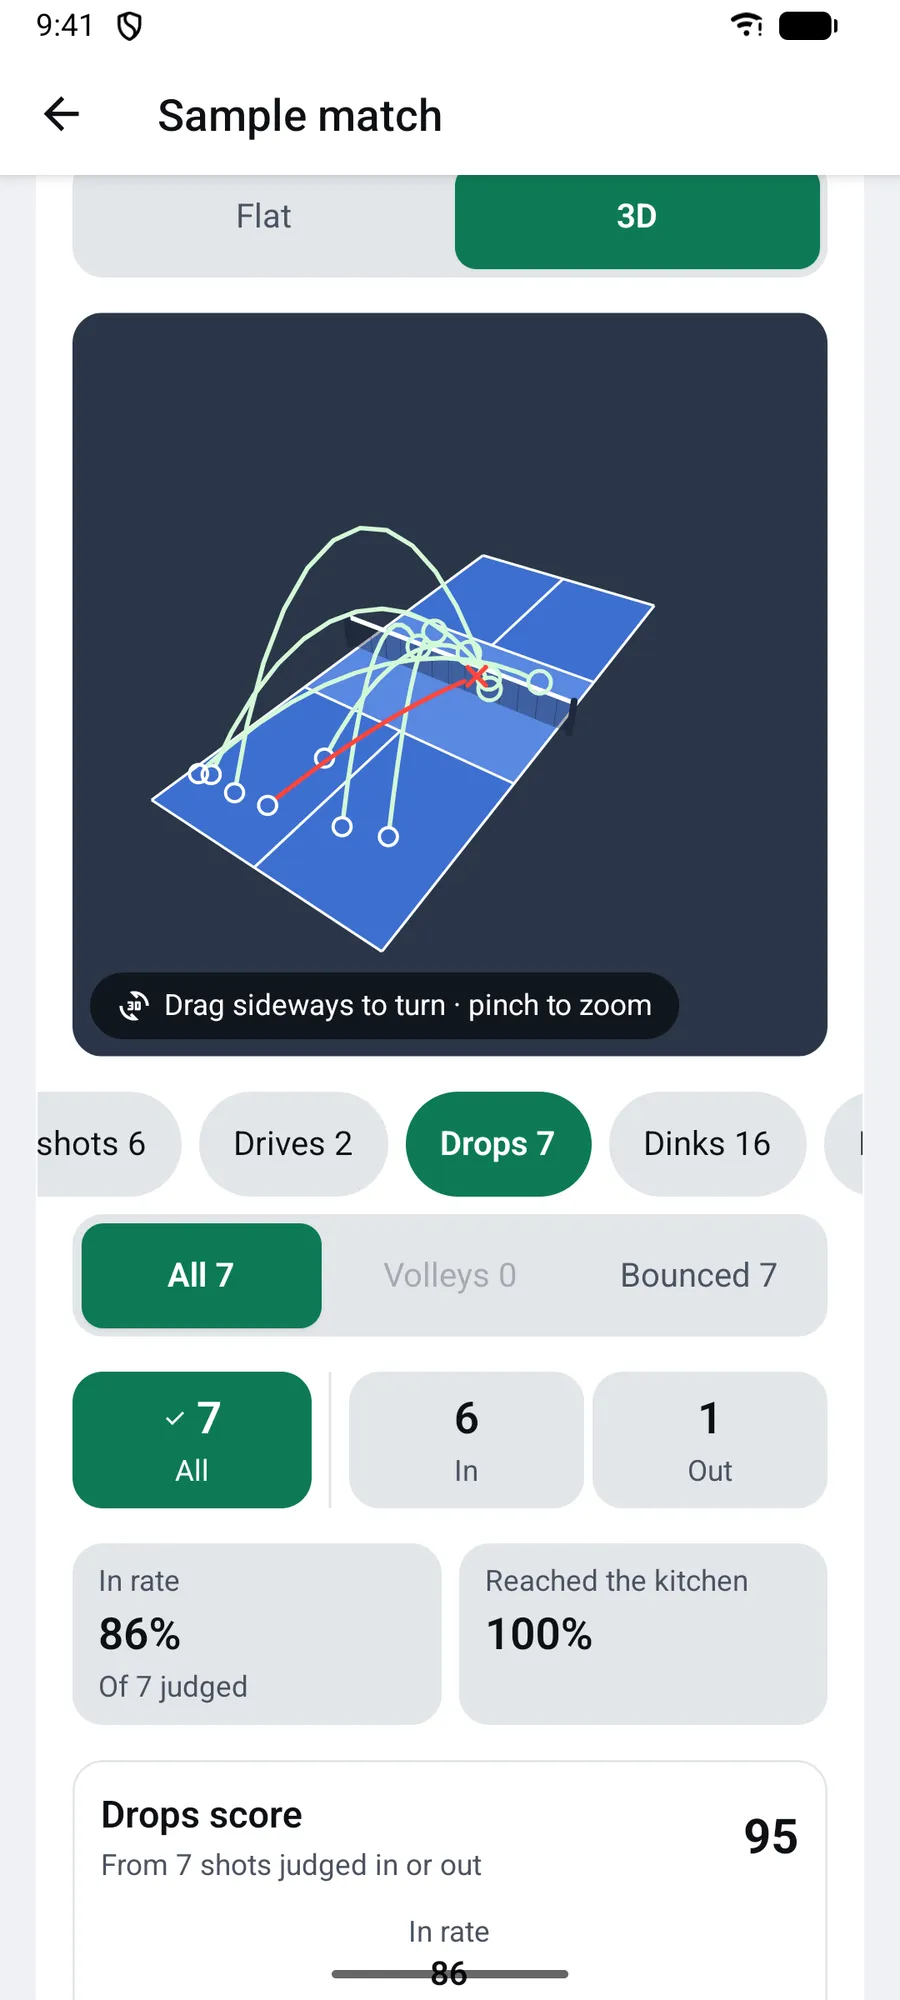 9:41
Sample match
Flat
3D
Drag sideways to turn · pinch to zoom
shots 6
Drives 2
Drops 7
Dinks 16
All 7
Volleys 0
Bounced 7
7
All
6
In
1
Out
In rate
86%
Of 7 judged
Reached the kitchen
100%
Drops score
From 7 shots judged in or out
95
In rate
86